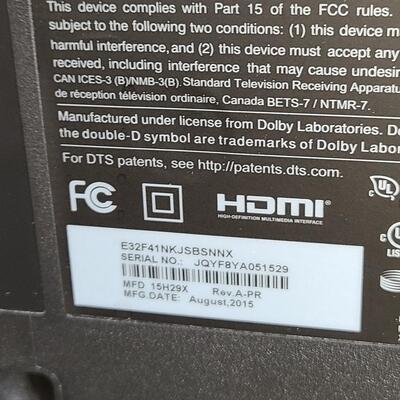 This device complies with Part 15 of the FCC rules.
subject to the following two conditions: (1) this device
harmful interference, and (2) this device must accept any
received, including interference that may cause
CAN ICES-3 (B)/NMB-3(B). Standard Television Receiving
de réception télévision ordinaire, Canada BETS-7 / NTMR-7.
Manufactured under license from Dolby Laboratories.
the double-D symbol are trademarks of Dolby
For DTS patents, see http://patents.dts.com.
FC
HDMI
HIGH-DEFINITION MULTIMEDIA INTERFACE
UL
E32F41NKJSBSNNX
SERIAL NO.: JQYF8YA051529
MFD 15H29X Rev.A-PR
MFG.DATE: August,2015